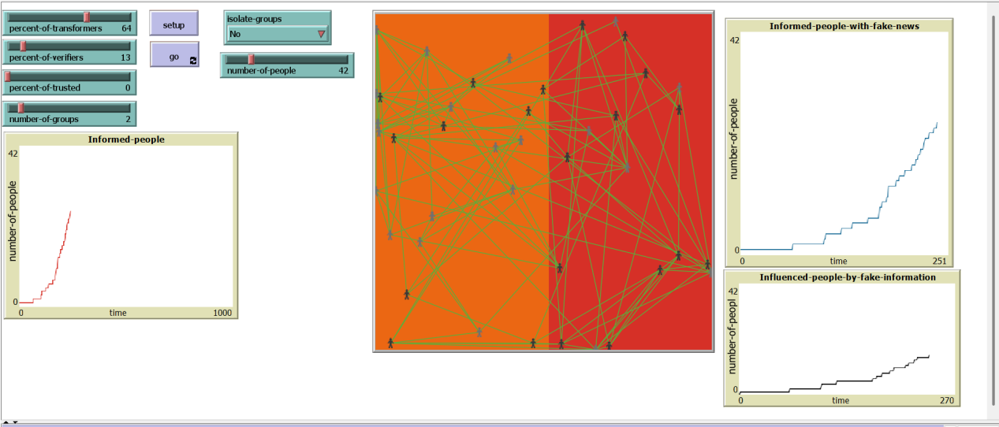 percent-of-transformers 64
setup
isolate-groups
No
percent-of-verifiers 13
go
number-of-people 42
percent-of-trusted 0
number-of-groups 2
Informed-people
42
number-of-people
0
0 time 1000
Informed-people-with-fake-news
42
number-of-people
0
0 time 251
Influenced-people-by-fake-information
42
number-of-peopl
0
0 time 270